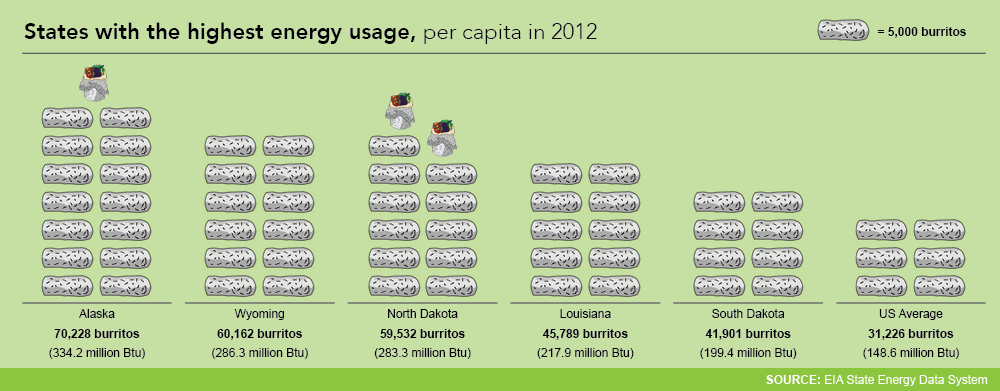 States with the highest energy usage, per capita in 2012
= 5,000 burritos
Alaska
70,228 burritos
(334.2 million Btu)
Wyoming
60,162 burritos
(286.3 million Btu)
North Dakota
59,532 burritos
(283.3 million Btu)
Louisiana
45,789 burritos
(217.9 million Btu)
South Dakota
41,901 burritos
(199.4 million Btu)
US Average
31,226 burritos
(148.6 million Btu)
SOURCE: EIA State Energy Data System